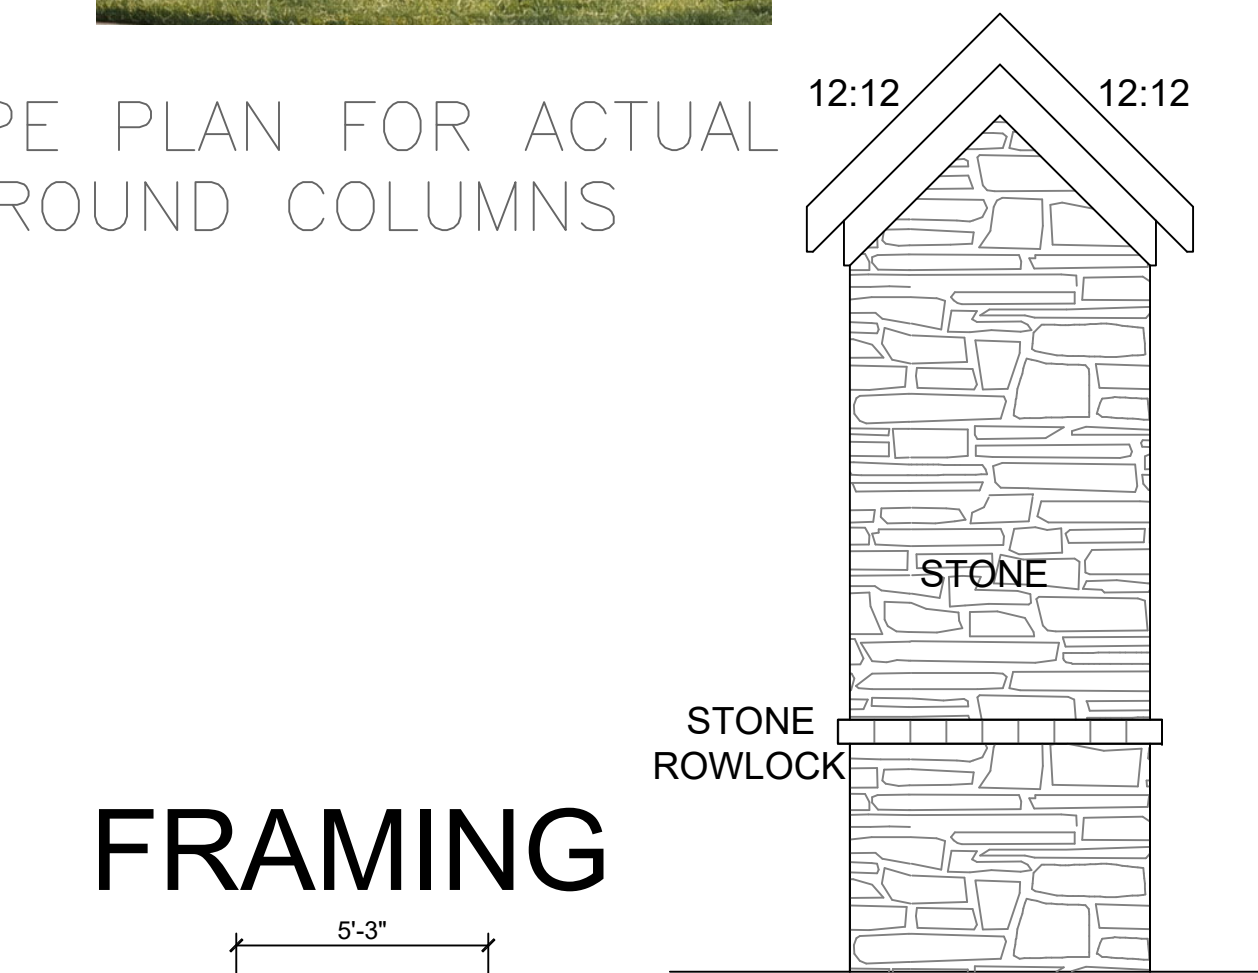 PE PLAN FOR ACTUAL
ROUND COLUMNS
12:12
12:12
STONE
STONE
ROWLOCK
FRAMING
5'-3"